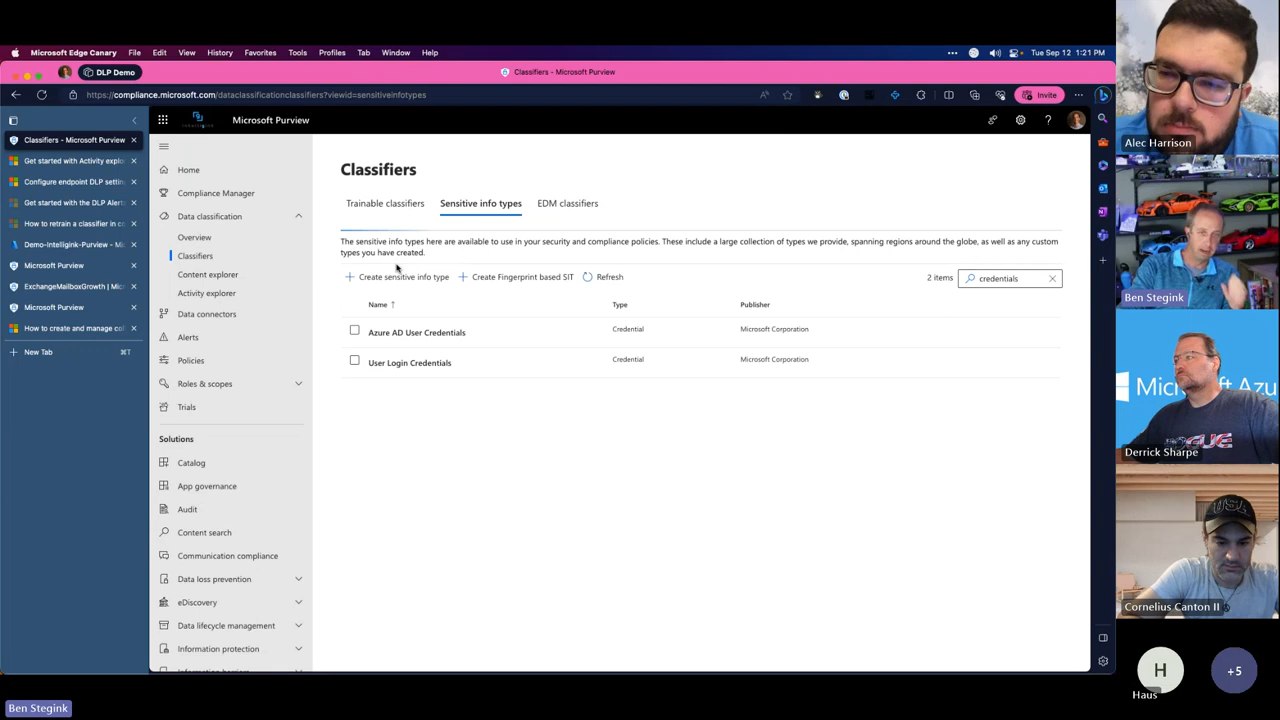 Microsoft Edge Canary File Edit View History Favorites Tools Profiles Tab Window Help
Tue Sep 12 1:21 PM
DLP Demo
Classifiers - Microsoft Purview
https://compliance.microsoft.com/dataclassificationclassifiers?viewid=sensitiveinfotypes
Invite
Classifiers - Microsoft Purview
Get started with Activity explo
Configure endpoint DLP settin
Get started with the DLP Alert
How to retrain a classifier in co
Demo-Intelligink-Purview - Mi
Microsoft Purview
ExchangeMailboxGrowth | Mic
Microsoft Purview
How to create and manage col
New Tab
⌘T
Microsoft Purview
Home
Compliance Manager
Data classification
Overview
Classifiers
Content explorer
Activity explorer
Data connectors
Alerts
Policies
Roles & scopes
Trials
Solutions
Catalog
App governance
Audit
Content search
Communication compliance
Data loss prevention
eDiscovery
Data lifecycle management
Information protection
Information barriers
Classifiers
Trainable classifiers Sensitive info types EDM classifiers
The sensitive info types here are available to use in your security and compliance policies. These include a large collection of types we provide, spanning regions around the globe, as well as any custom
types you have created.
Create sensitive info type Create Fingerprint based SIT Refresh
2 items
credentials
Name Type Publisher
Azure AD User Credentials Credential Microsoft Corporation
User Login Credentials Credential Microsoft Corporation
Alec Harrison
Ben Stegink
Microsoft Azu
ROGUE
Derrick Sharpe
Cornelius Canton II
H
Haus
+5
Ben Stegink